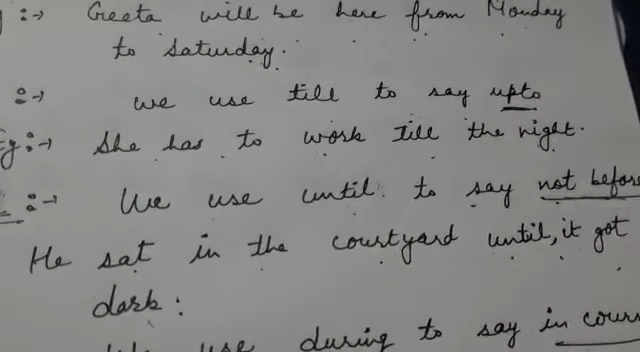 :→ Geeta will be here from Monday
to Saturday.
:→ we use till to say upto
Eg:→ She has to work till the night.
:→ We use until to say not before
He sat in the courtyard until, it got
dark:
We use during to say in